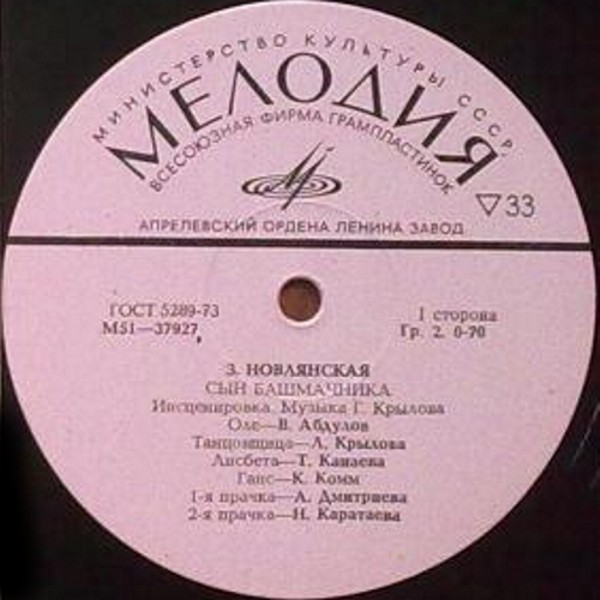 МИНИСТЕРСТВО КУЛЬТУРЫ СССР
МЕЛОДИЯ
ВСЕСОЮЗНАЯ ФИРМА ГРАМПЛАСТИНОК
▽33
АПРЕЛЕВСКИЙ ОРДЕНА ЛЕНИНА ЗАВОД
ГОСТ 5289-73
М51—37927
1 сторона
Гр. 2. 0-70
З. НОВЛЯНСКАЯ
СЫН БАШМАЧНИКА
Инсценировка. Музыка Г. Крылова
Оле—В. Абдулов
Танцовщица—Л. Крылова
Лисбета—Т. Канаева
Ганс—К. Комм
1-я прачка—А. Дмитриева
2-я прачка—Н. Каратаева